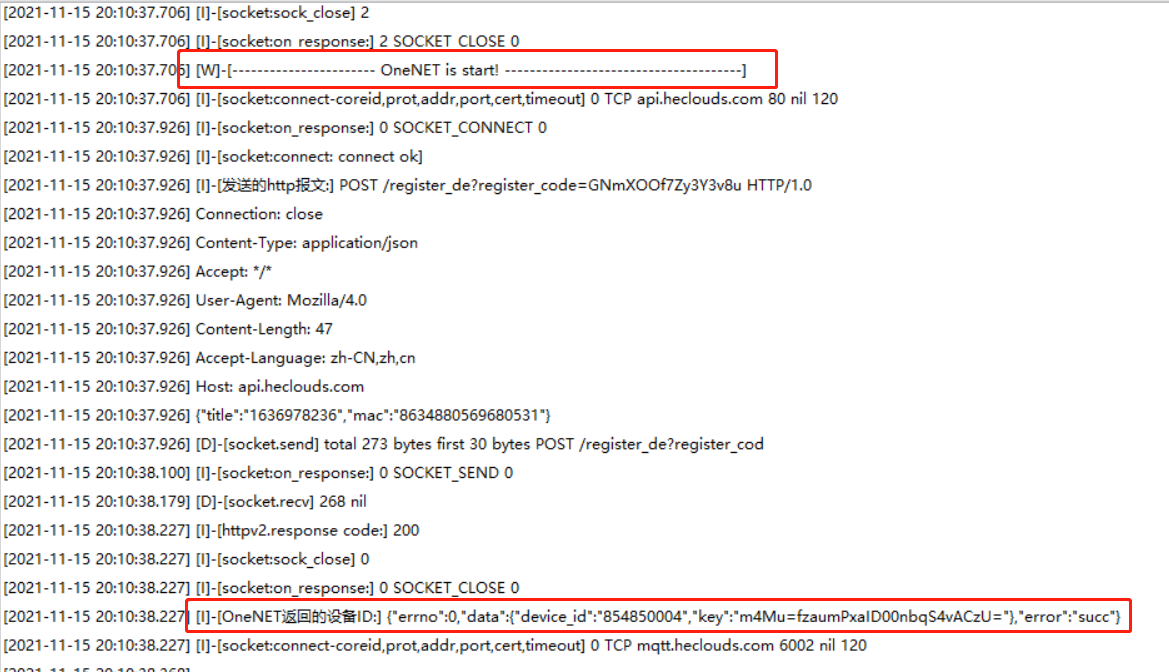 [2021-11-15 20:10:37.706] [I]-[socket:sock_close] 2
[2021-11-15 20:10:37.706] [I]-[socket:on_response:] 2 SOCKET_CLOSE 0
[2021-11-15 20:10:37.706] [W]-[----------------------- OneNET is start! --------------------------------------]
[2021-11-15 20:10:37.706] [I]-[socket:connect-coreid,prot,addr,port,cert,timeout] 0 TCP api.heclouds.com 80 nil 120
[2021-11-15 20:10:37.926] [I]-[socket:on_response:] 0 SOCKET_CONNECT 0
[2021-11-15 20:10:37.926] [I]-[socket:connect: connect ok]
[2021-11-15 20:10:37.926] [I]-[发送的http报文:] POST /register_de?register_code=GNmXOOf7Zy3Y3v8u HTTP/1.0
[2021-11-15 20:10:37.926] Connection: close
[2021-11-15 20:10:37.926] Content-Type: application/json
[2021-11-15 20:10:37.926] Accept: */*
[2021-11-15 20:10:37.926] User-Agent: Mozilla/4.0
[2021-11-15 20:10:37.926] Content-Length: 47
[2021-11-15 20:10:37.926] Accept-Language: zh-CN,zh,cn
[2021-11-15 20:10:37.926] Host: api.heclouds.com
[2021-11-15 20:10:37.926] {"title":"1636978236","mac":"8634880569680531"}
[2021-11-15 20:10:37.926] [D]-[socket.send] total 273 bytes first 30 bytes POST /register_de?register_cod
[2021-11-15 20:10:38.100] [I]-[socket:on_response:] 0 SOCKET_SEND 0
[2021-11-15 20:10:38.179] [D]-[socket.recv] 268 nil
[2021-11-15 20:10:38.227] [I]-[httpv2.response code:] 200
[2021-11-15 20:10:38.227] [I]-[socket:sock_close] 0
[2021-11-15 20:10:38.227] [I]-[socket:on_response:] 0 SOCKET_CLOSE 0
[2021-11-15 20:10:38.227] [I]-[OneNET返回的设备ID:] {"errno":0,"data":{"device_id":"854850004","key":"m4Mu=fzaumPxaID00nbqS4vACzU="},"error":"succ"}
[2021-11-15 20:10:38.227] [I]-[socket:connect-coreid,prot,addr,port,cert,timeout] 0 TCP mqtt.heclouds.com 6002 nil 120